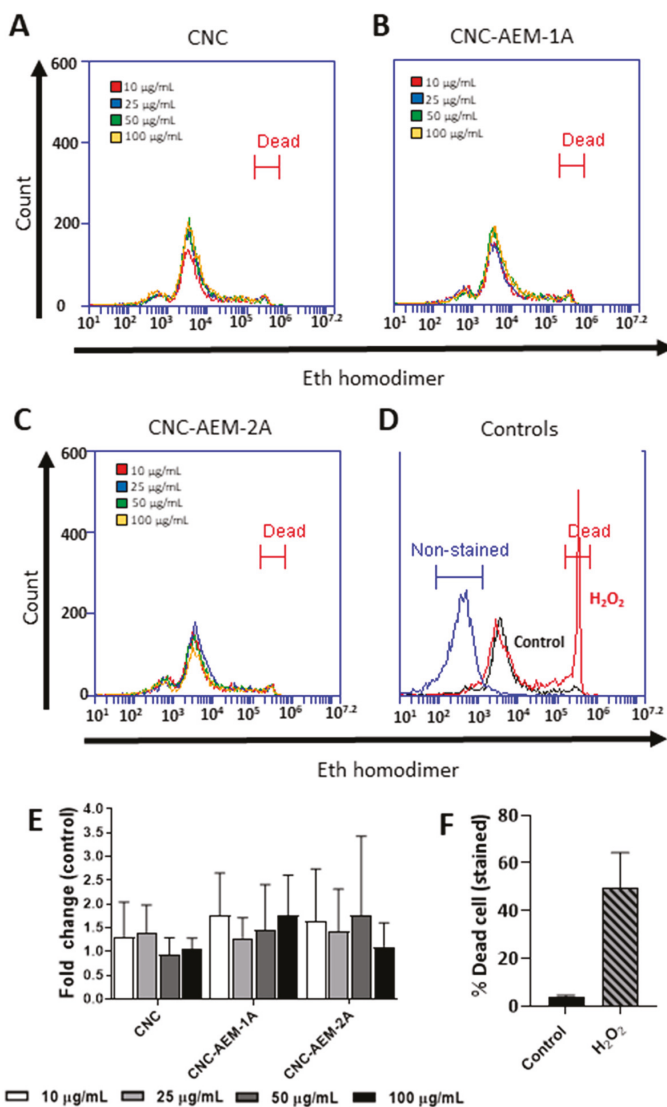 A
CNC
B
CNC-AEM-1A
600
400
200
0
Count
10 µg/mL
25 µg/mL
50 µg/mL
100 µg/mL
Dead
10¹ 10² 10³ 10⁴ 10⁵ 10⁶ 10⁷·²
10 µg/mL
25 µg/mL
50 µg/mL
100 µg/mL
Dead
10¹ 10² 10³ 10⁴ 10⁵ 10⁶ 10⁷·²
Eth homodimer
C
CNC-AEM-2A
D
Controls
600
400
200
0
Count
10 µg/mL
25 µg/mL
50 µg/mL
100 µg/mL
Dead
10¹ 10² 10³ 10⁴ 10⁵ 10⁶ 10⁷·²
Non-stained
Dead
H₂O₂
Control
10¹ 10² 10³ 10⁴ 10⁵ 10⁶ 10⁷·²
Eth homodimer
E
Fold change (control)
4.0
3.5
3.0
2.5
2.0
1.5
1.0
0.5
0.0
CNC
CNC-AEM-1A
CNC-AEM-2A
F
% Dead cell (stained)
80
60
40
20
0
Control
H₂O₂
10 µg/mL 25 µg/mL 50 µg/mL 100 µg/mL